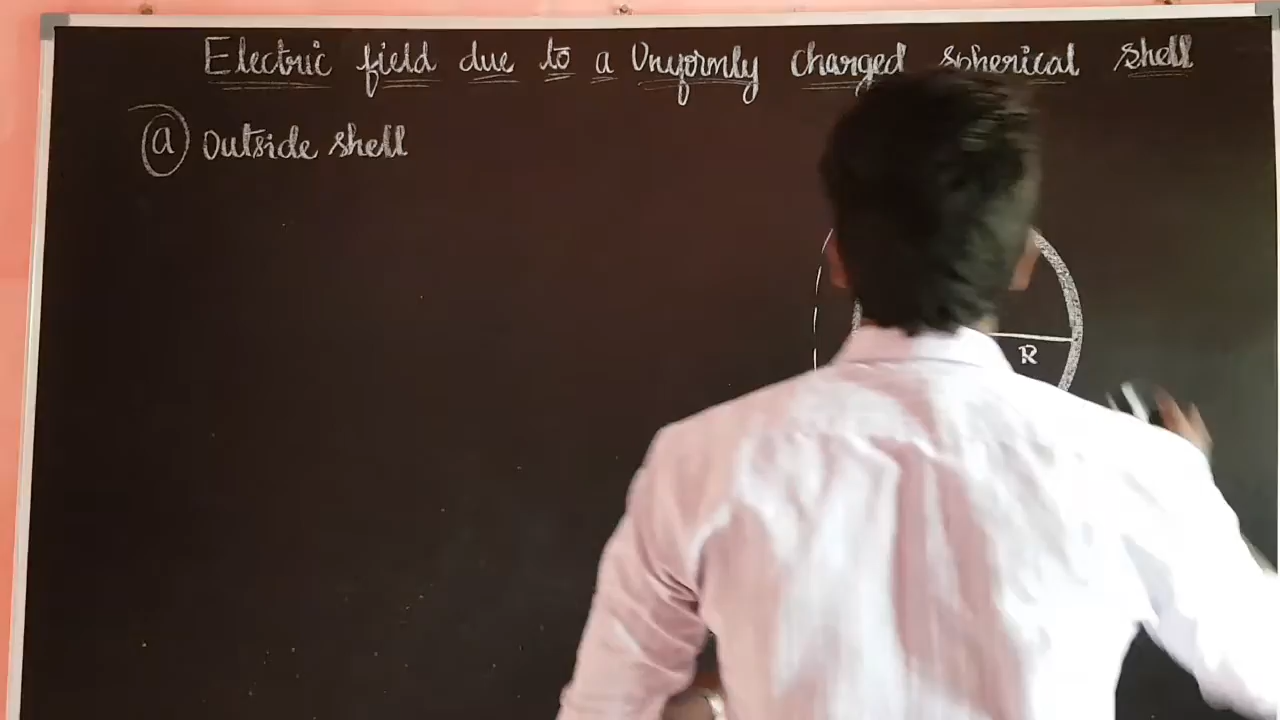 Electric field due to a Uniformly charged spherical shell
(a) Outside shell
R